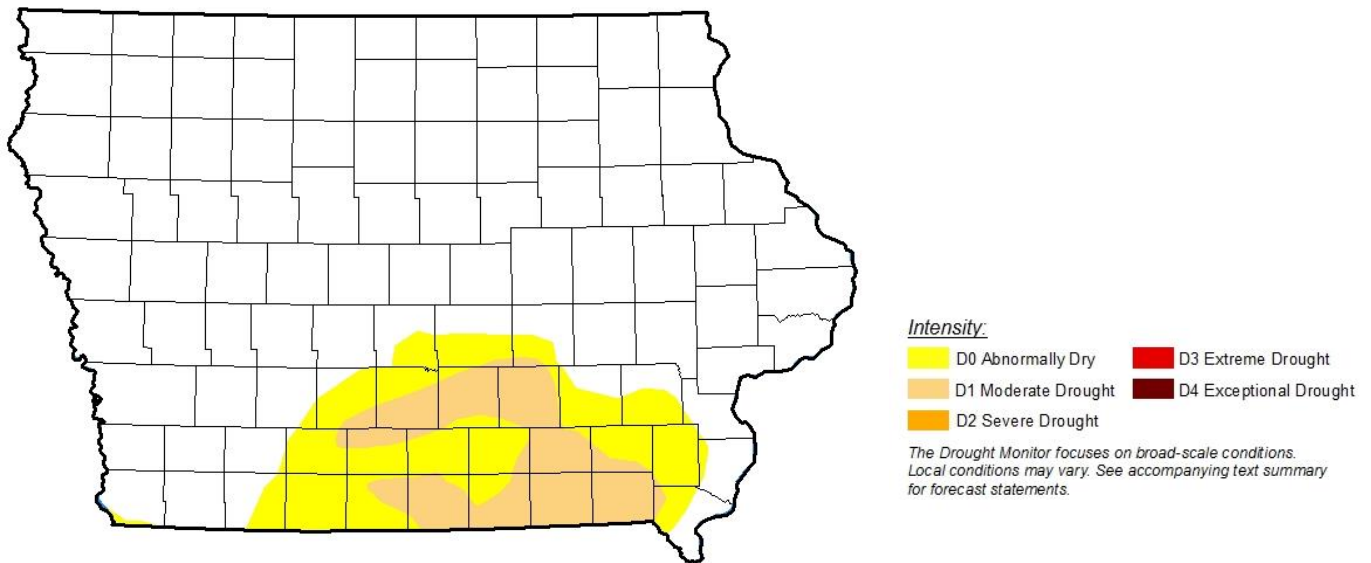 Intensity:
D0 Abnormally Dry
D1 Moderate Drought
D2 Severe Drought
D3 Extreme Drought
D4 Exceptional Drought
The Drought Monitor focuses on broad-scale conditions.
Local conditions may vary. See accompanying text summary
for forecast statements.